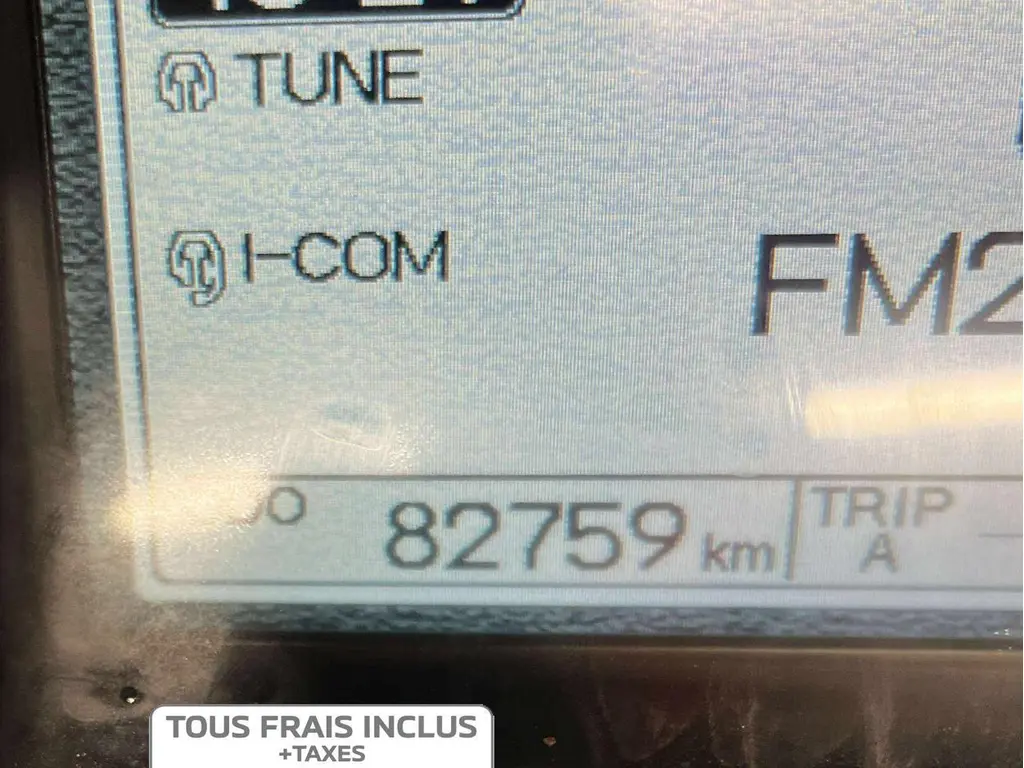 TUNE
I-COM
FM2
82759 km
TRIP
A
TOUS FRAIS INCLUS
+TAXES